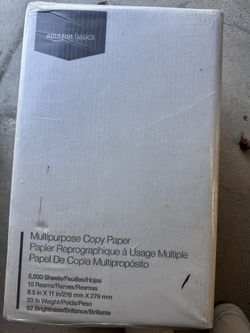 amazon basics
Multipurpose Copy Paper
Papier Reprographique à Usage Multiple
Papel De Copia Multipropósito
5,000 Sheets/Feuilles/Hojas
10 Reams/Rames/Resmas
8.5 in X 11 in/216 mm X 279 mm
20 lb Weight/Poids/Peso
92 Brightness/Brillance/Brillante